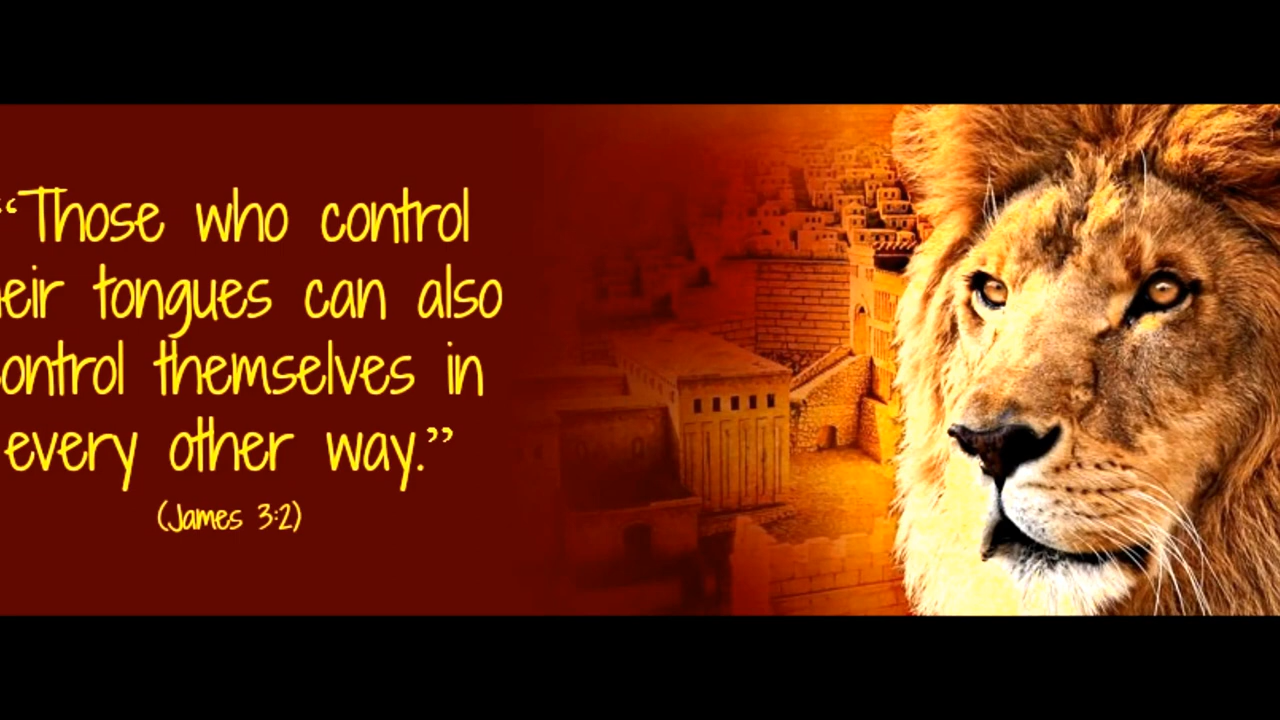 “Those who control
eir tongues can also
ontrol themselves in
every other way.”
(James 3:2)